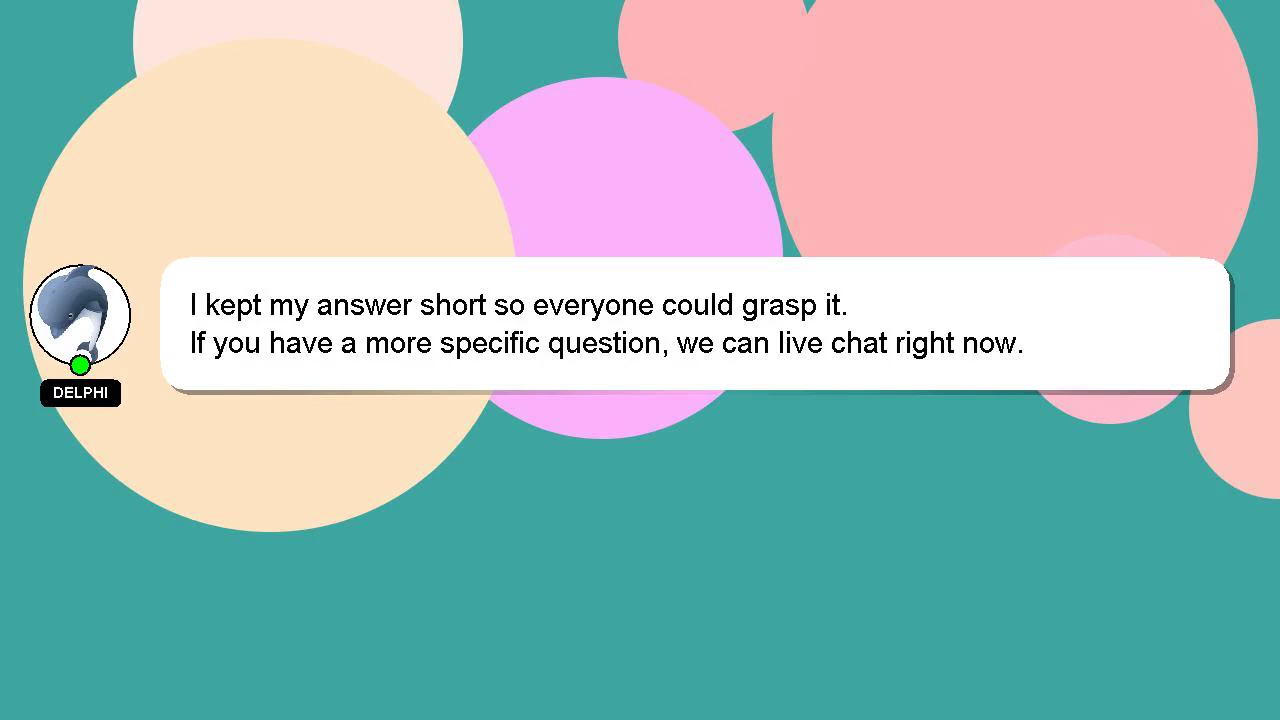 I kept my answer short so everyone could grasp it.
If you have a more specific question, we can live chat right now.
DELPHI